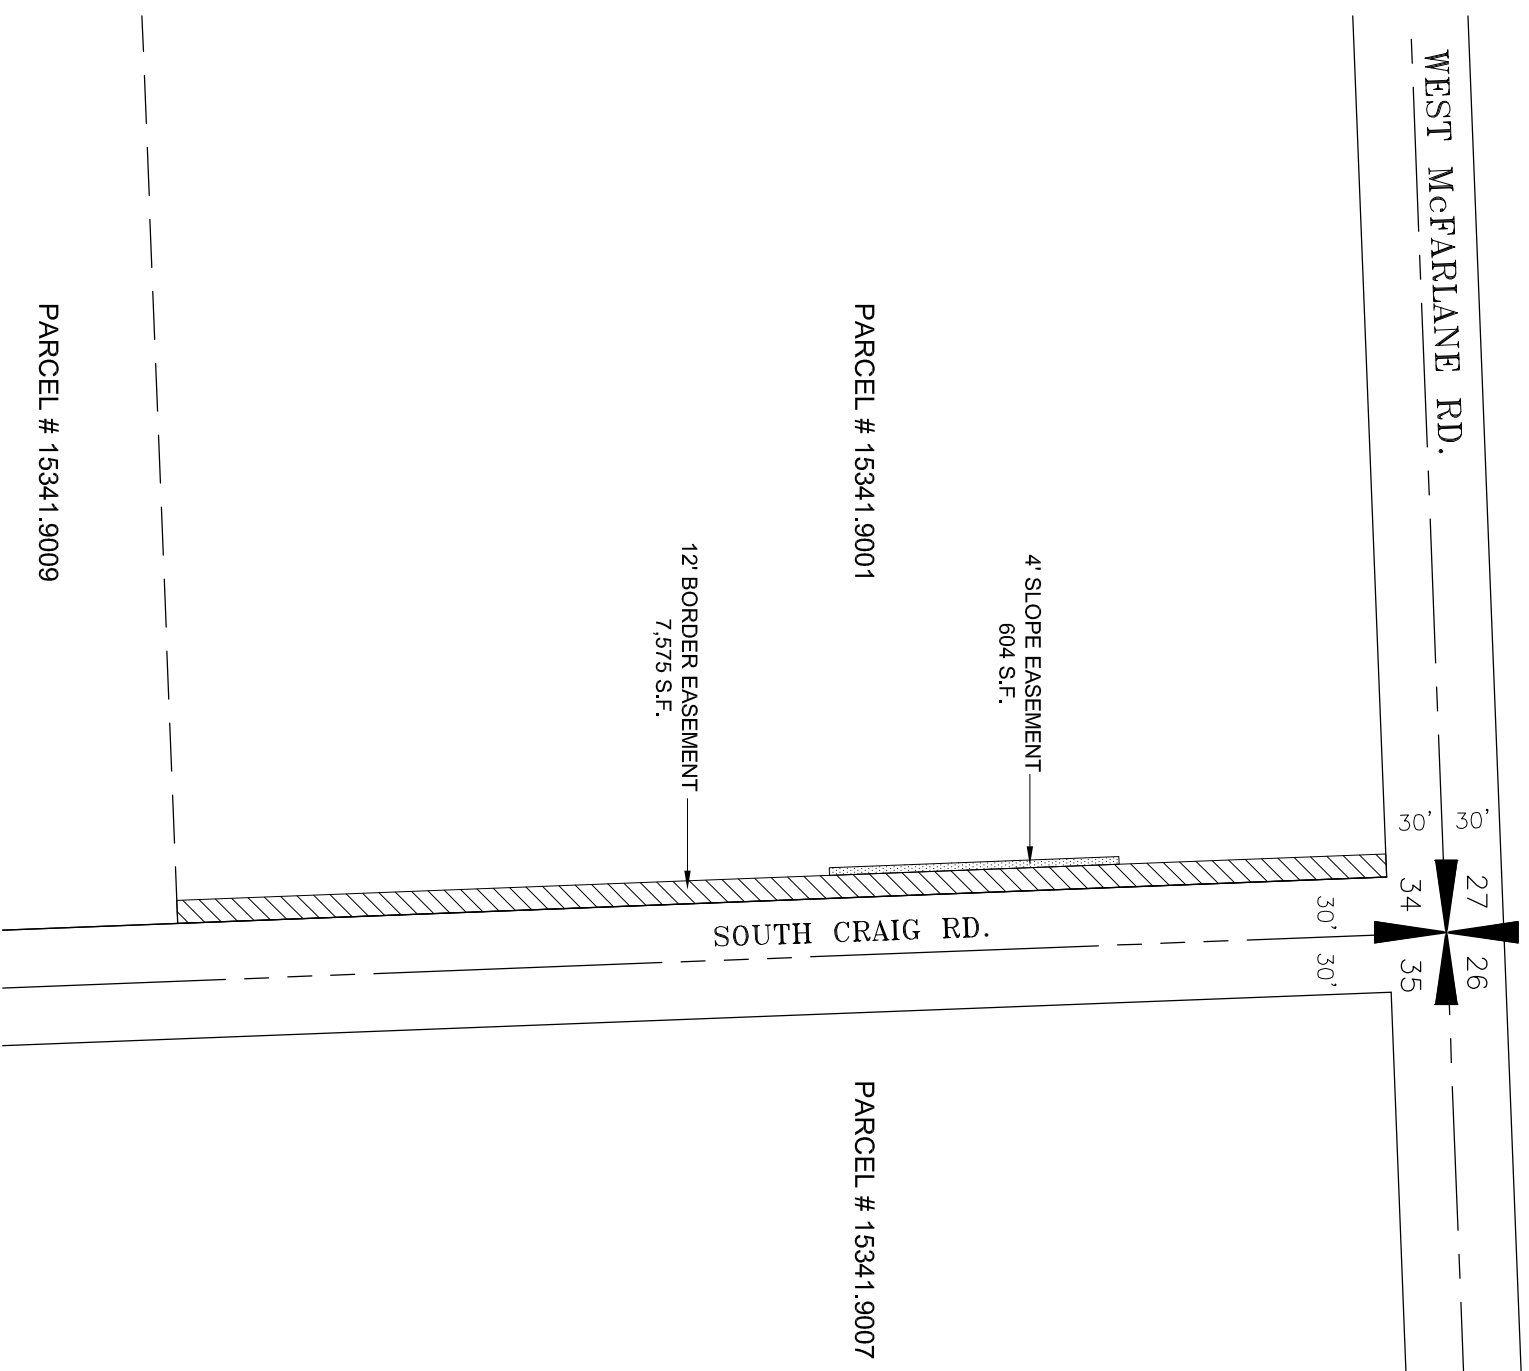 WEST McFARLANE RD.
30'
30'
27
26
34
35
30'
30'
4' SLOPE EASEMENT
604 S.F.
PARCEL # 15341.9001
PARCEL # 15341.9007
SOUTH CRAIG RD.
12' BORDER EASEMENT
7,575 S.F.
PARCEL # 15341.9009